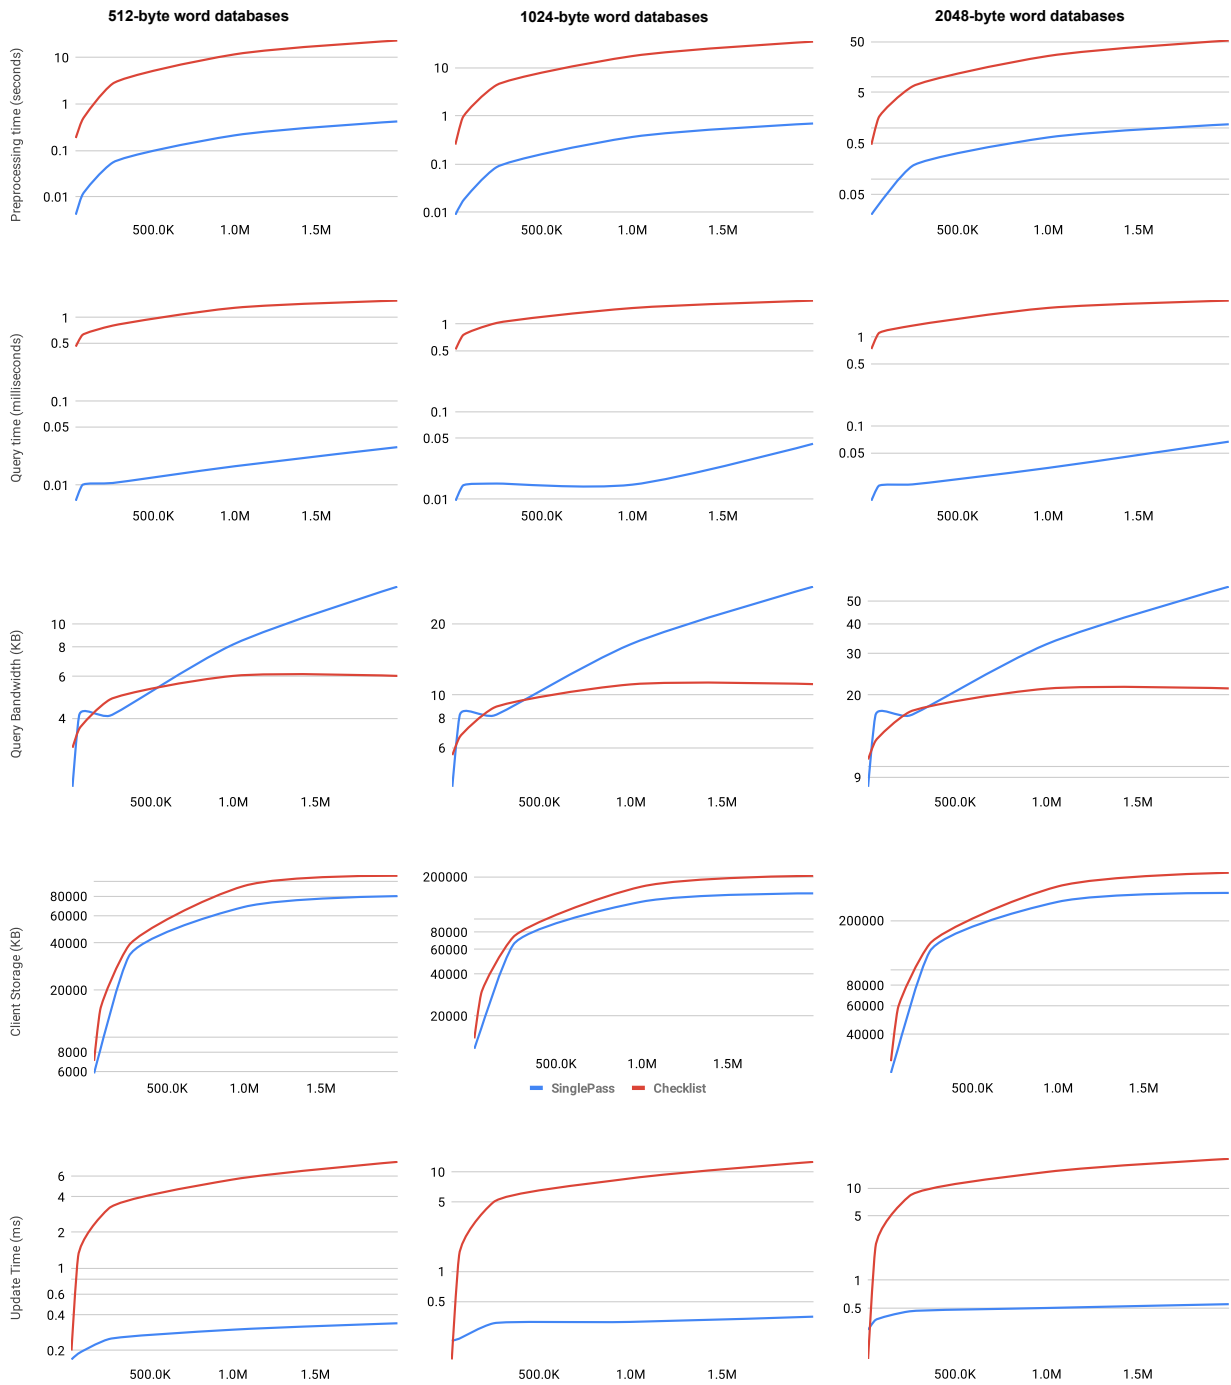 512-byte word databases
1024-byte word databases
2048-byte word databases
Preprocessing time (seconds)
10
1
0.1
0.01
500.0K 1.0M 1.5M
10
1
0.1
0.01
500.0K 1.0M 1.5M
50
5
0.5
0.05
500.0K 1.0M 1.5M
Query time (milliseconds)
1
0.5
0.1
0.05
0.01
500.0K 1.0M 1.5M
1
0.5
0.1
0.05
0.01
500.0K 1.0M 1.5M
1
0.5
0.1
0.05
500.0K 1.0M 1.5M
Query Bandwidth (KB)
10
8
6
4
500.0K 1.0M 1.5M
20
10
8
6
500.0K 1.0M 1.5M
50
40
30
20
9
500.0K 1.0M 1.5M
Client Storage (KB)
80000
60000
40000
20000
8000
6000
500.0K 1.0M 1.5M
200000
80000
60000
40000
20000
500.0K 1.0M 1.5M
200000
80000
60000
40000
500.0K 1.0M 1.5M
SinglePass Checklist
Update Time (ms)
6
4
2
1
0.6
0.4
0.2
500.0K 1.0M 1.5M
10
5
1
0.5
500.0K 1.0M 1.5M
10
5
1
0.5
500.0K 1.0M 1.5M